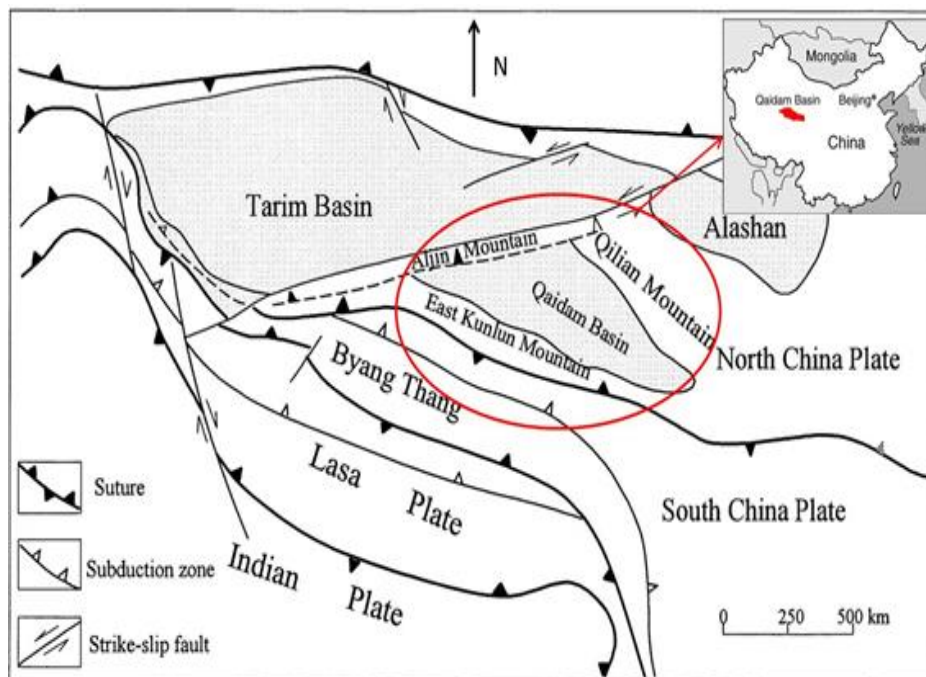 N
Mongolia
Qaidam Basin
Beijing*
China
Yellow
Sea
Tarim Basin
Alashan
Aljin Mountain
Qilian Mountain
Qaidam Basin
East Kunlun Mountain
North China Plate
Byang Thang
Lasa Plate
South China Plate
Indian Plate
Suture
Subduction zone
Strike-slip fault
0 250 500 km